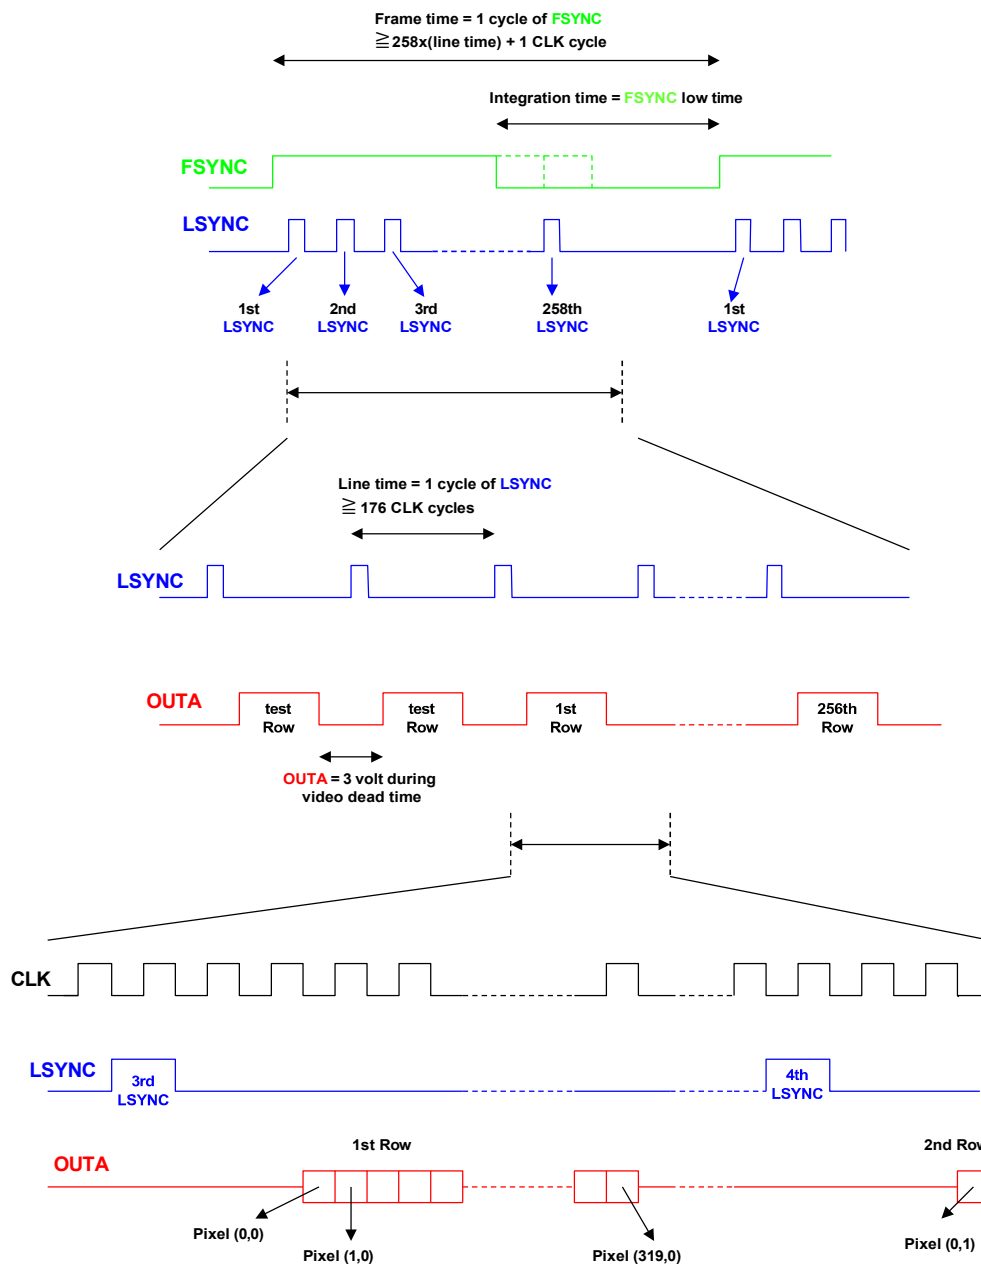 Frame time = 1 cycle of FSYNC
≧258x(line time) + 1 CLK cycle
Integration time = FSYNC low time
FSYNC
LSYNC
1st
LSYNC
2nd
LSYNC
3rd
LSYNC
258th
LSYNC
1st
LSYNC
Line time = 1 cycle of LSYNC
≧ 176 CLK cycles
LSYNC
OUTA
test
Row
test
Row
1st
Row
256th
Row
OUTA = 3 volt during
video dead time
CLK
LSYNC
3rd
LSYNC
4th
LSYNC
1st Row
2nd Row
OUTA
Pixel (0,0)
Pixel (1,0)
Pixel (319,0)
Pixel (0,1)